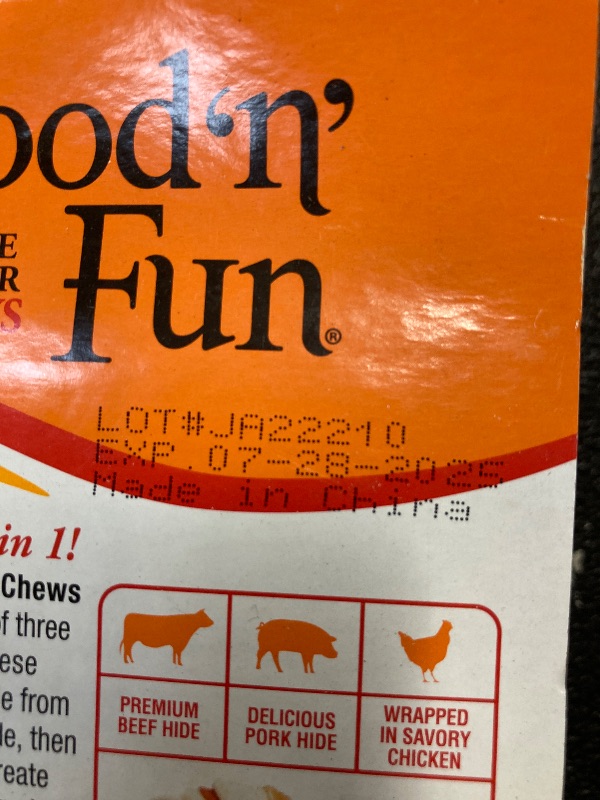 ood 'n'
E
R
S
Fun®
LOT#JA22210
EXP.07-28-2025
Made in China
in 1!
Chews
f three
ese
e from
de, then
reate
PREMIUM
BEEF HIDE
DELICIOUS
PORK HIDE
WRAPPED
IN SAVORY
CHICKEN